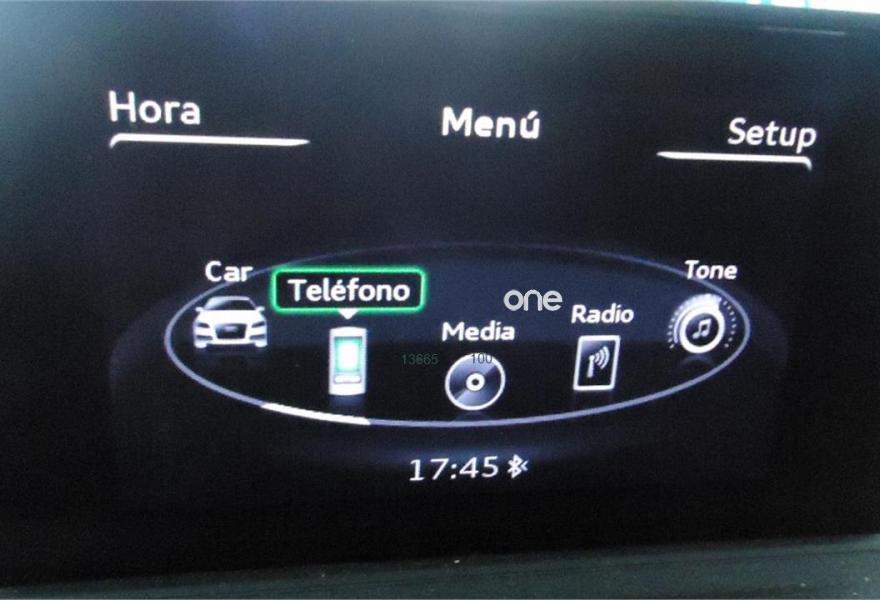 Hora
Menú
Setup
Car
Teléfono
Media
one
Radio
Tone
13665
100
17:45